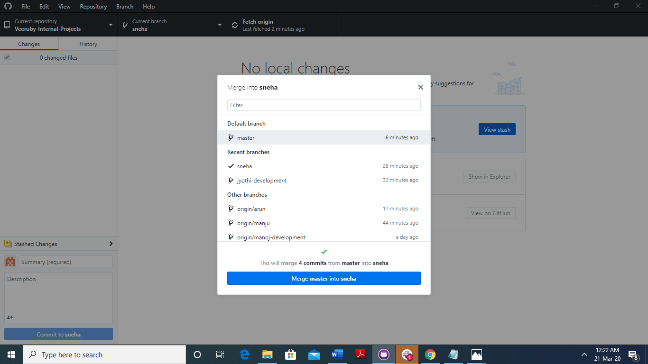 File Edit View Repository Branch Help
Current repository
Veeruby-Internal-Projects
Current branch
sneha
Fetch origin
Last fetched 2 minutes ago
Changes History
0 changed files
No local changes
y suggestions for
Merge into sneha
Filter
Default branch
master 6 minutes ago
View stash
Recent branches
sneha 28 minutes ago
jyothi-development 30 minutes ago
Show in Explorer
Other branches
origin/arun 17 minutes ago
View on GitHub
origin/manju 44 minutes ago
origin/manoj-development a day ago
Stashed Changes
This will merge 4 commits from master into sneha
Summary (required)
Merge master into sneha
Description
Commit to sneha
Type here to search
12:22 AM
21-Mar-20